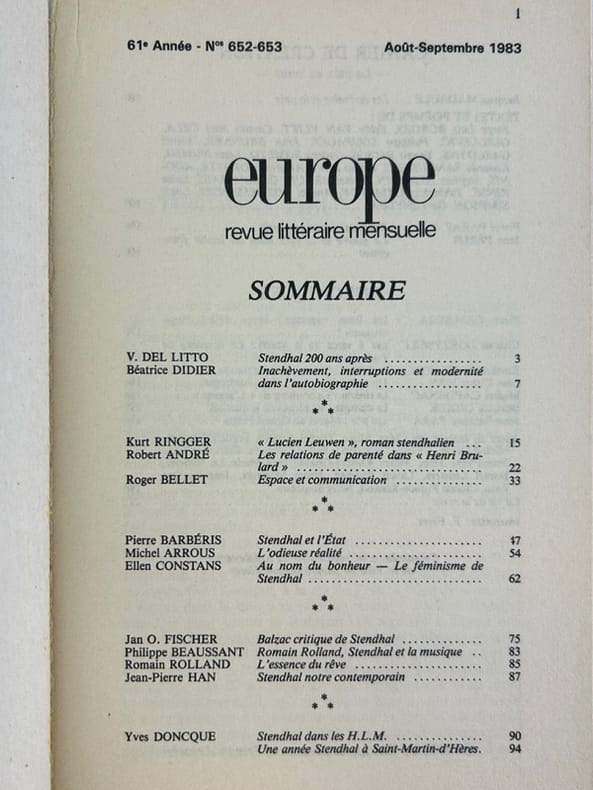 1
61e Année - Nos 652-653 Août-Septembre 1983
europe
revue littéraire mensuelle
SOMMAIRE
V. DEL LITTO Stendhal 200 ans après ................ 3
Béatrice DIDIER Inachèvement, interruptions et modernité
dans l'autobiographie ................. 7
***
Kurt RINGGER « Lucien Leuwen », roman stendhalien ... 15
Robert ANDRÉ Les relations de parenté dans « Henri Bru-
lard » .............................. 22
Roger BELLET Espace et communication .............. 33
***
Pierre BARBÉRIS Stendhal et l'État .................... 47
Michel ARROUS L'odieuse réalité ...................... 54
Ellen CONSTANS Au nom du bonheur — Le féminisme de
Stendhal ............................ 62
***
Jan O. FISCHER Balzac critique de Stendhal ............. 75
Philippe BEAUSSANT Romain Rolland, Stendhal et la musique .. 83
Romain ROLLAND L'essence du rêve ..................... 85
Jean-Pierre HAN Stendhal notre contemporain ........... 87
***
Yves DONCQUE Stendhal dans les H.L.M. .............. 90
Une année Stendhal à Saint-Martin-d'Hères. 94